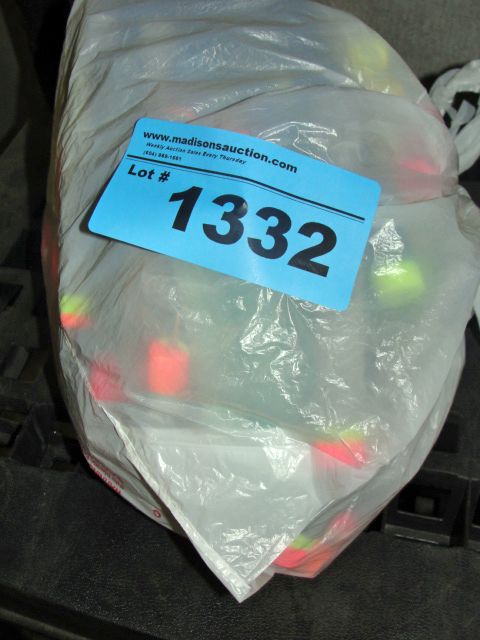 www.madisonsauction.com
Weekly Auction Sales Every Thursday
Lot #
1332